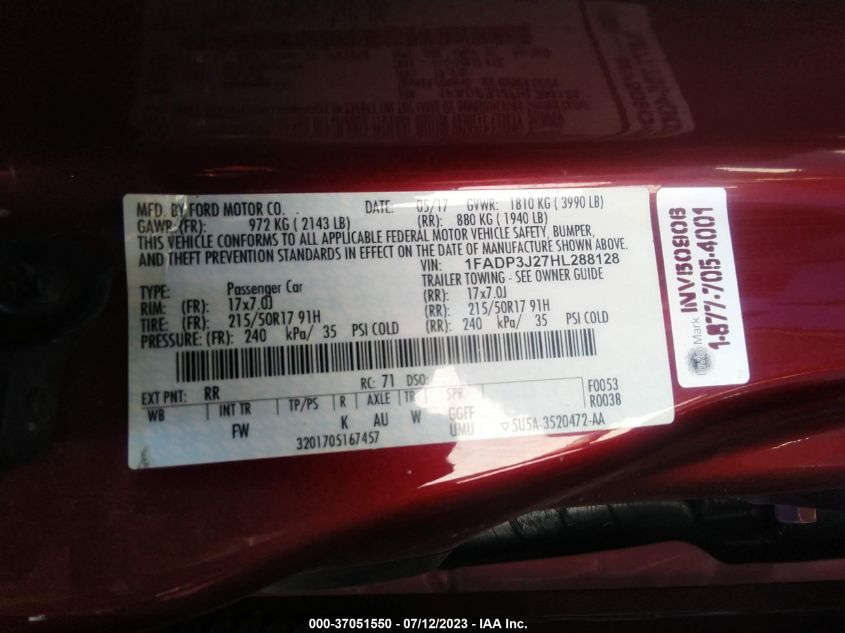 MFD. BY FORD MOTOR CO. DATE: 05/17 GVWR: 1810 KG ( 3990 LB)
GAWR: (FR): 972 KG ( 2143 LB) (RR): 880 KG ( 1940 LB)
THIS VEHICLE CONFORMS TO ALL APPLICABLE FEDERAL MOTOR VEHICLE SAFETY, BUMPER,
AND THEFT PREVENTION STANDARDS IN EFFECT ON THE DATE OF MANUFACTURE SHOWN ABOVE.
VIN: 1FADP3J27HL288128
TYPE: Passenger Car TRAILER TOWING - SEE OWNER GUIDE
RIM: (FR): 17x7.0J (RR): 17x7.0J
TIRE: (FR): 215/50R17 91H (RR): 215/50R17 91H
PRESSURE: (FR): 240 kPa/ 35 PSI COLD (RR): 240 kPa/ 35 PSI COLD
RC: 71 DSO: F0053
EXT PNT: RR R0038
WB INT TR TP/PS R AXLE TR SPR
FW K AU W GGFF 5U5A-3520472-AA
UMU
3201705167457
Mark
INV150806
1-877-705-4001
000-37051550 - 07/12/2023 - IAA Inc.